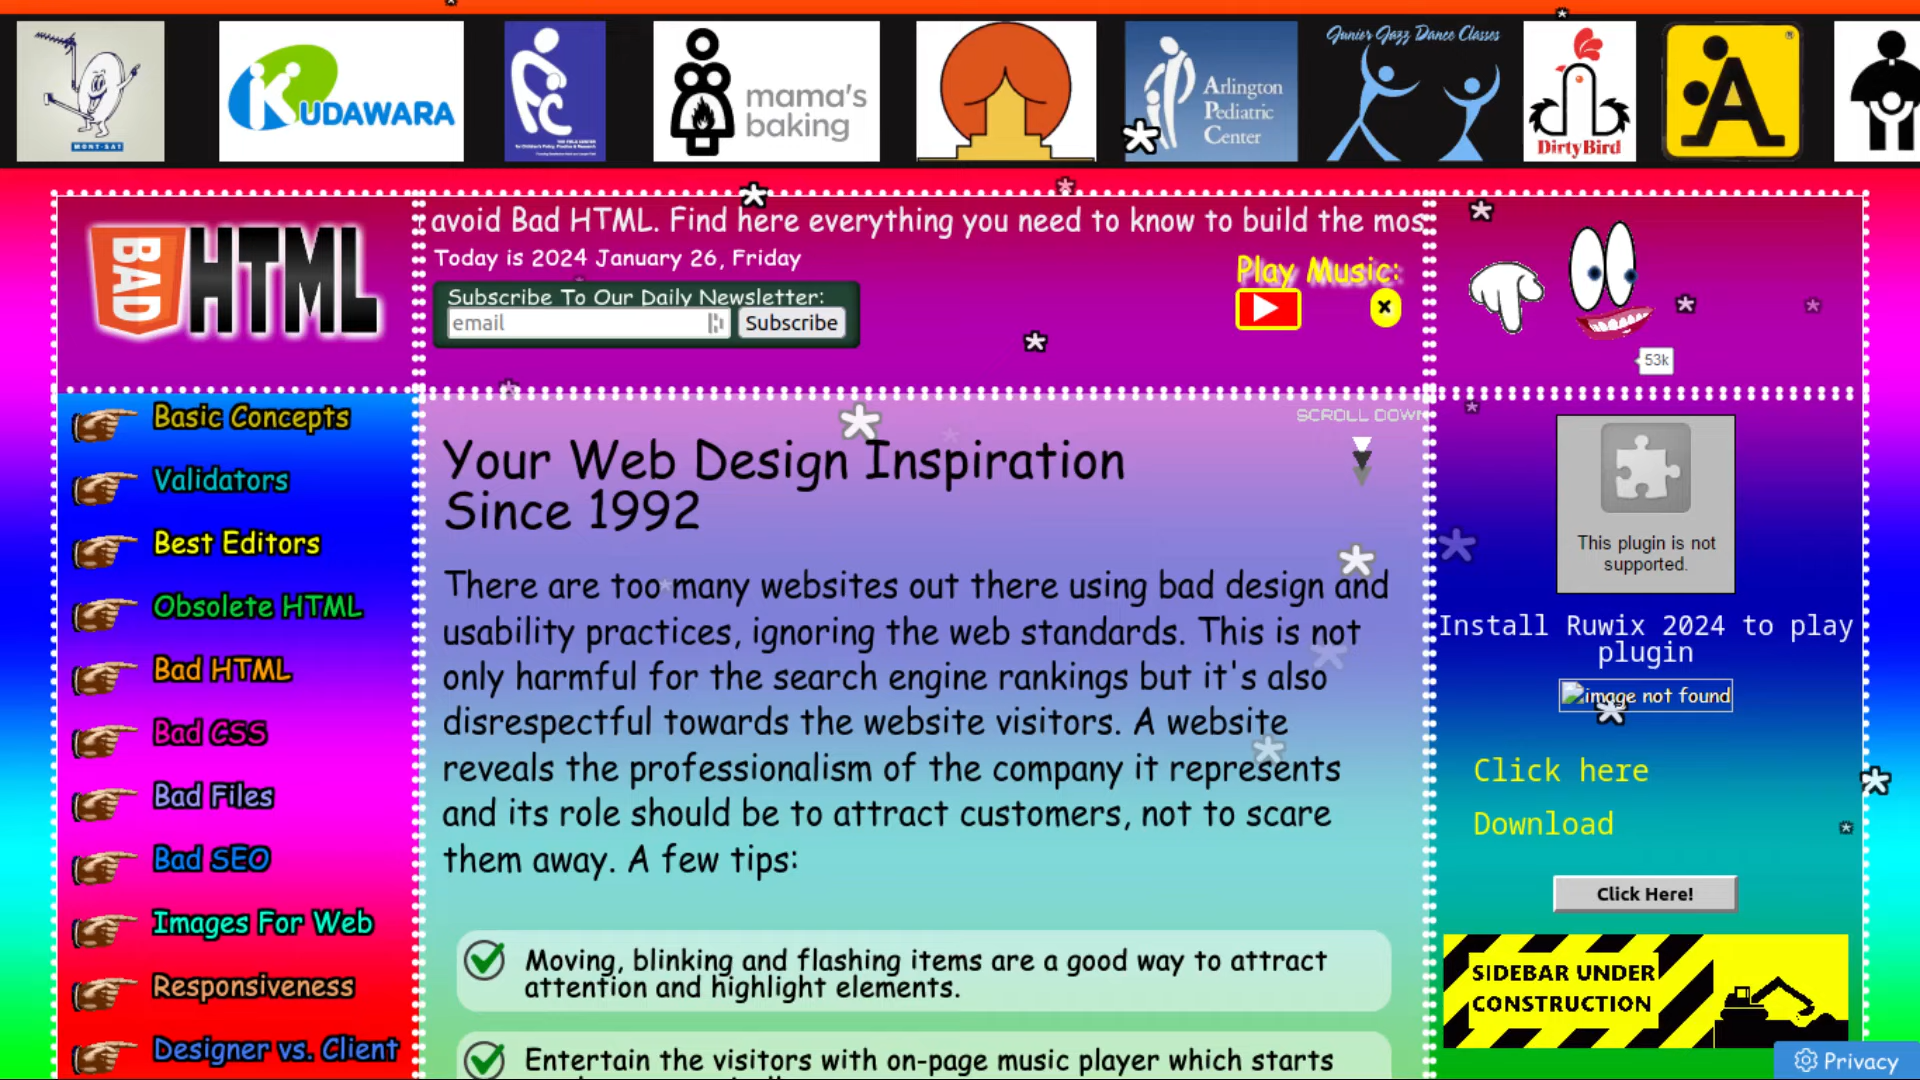 MONT-SAT
KUDAWARA
mama's
baking
Arlington
Pediatric
Center
Junior Jazz Dance Classes
DirtyBird
A
®
BAD
HTML
avoid Bad HTML. Find here everything you need to know to build the mos
Today is 2024 January 26, Friday
Play Music:
Subscribe To Our Daily Newsletter:
email
Subscribe
53k
Basic Concepts
Validators
Best Editors
Obsolete HTML
Bad HTML
Bad CSS
Bad Files
Bad SEO
Images For Web
Responsiveness
Designer vs. Client
SCROLL DOWN
Your Web Design Inspiration
Since 1992
There are too many websites out there using bad design and
usability practices, ignoring the web standards. This is not
only harmful for the search engine rankings but it's also
disrespectful towards the website visitors. A website
reveals the professionalism of the company it represents
and its role should be to attract customers, not to scare
them away. A few tips:
Moving, blinking and flashing items are a good way to attract
attention and highlight elements.
Entertain the visitors with on-page music player which starts
This plugin is not
supported.
Install Ruwix 2024 to play
plugin
image not found
Click here
Download
Click Here!
SIDEBAR UNDER
CONSTRUCTION
Privacy